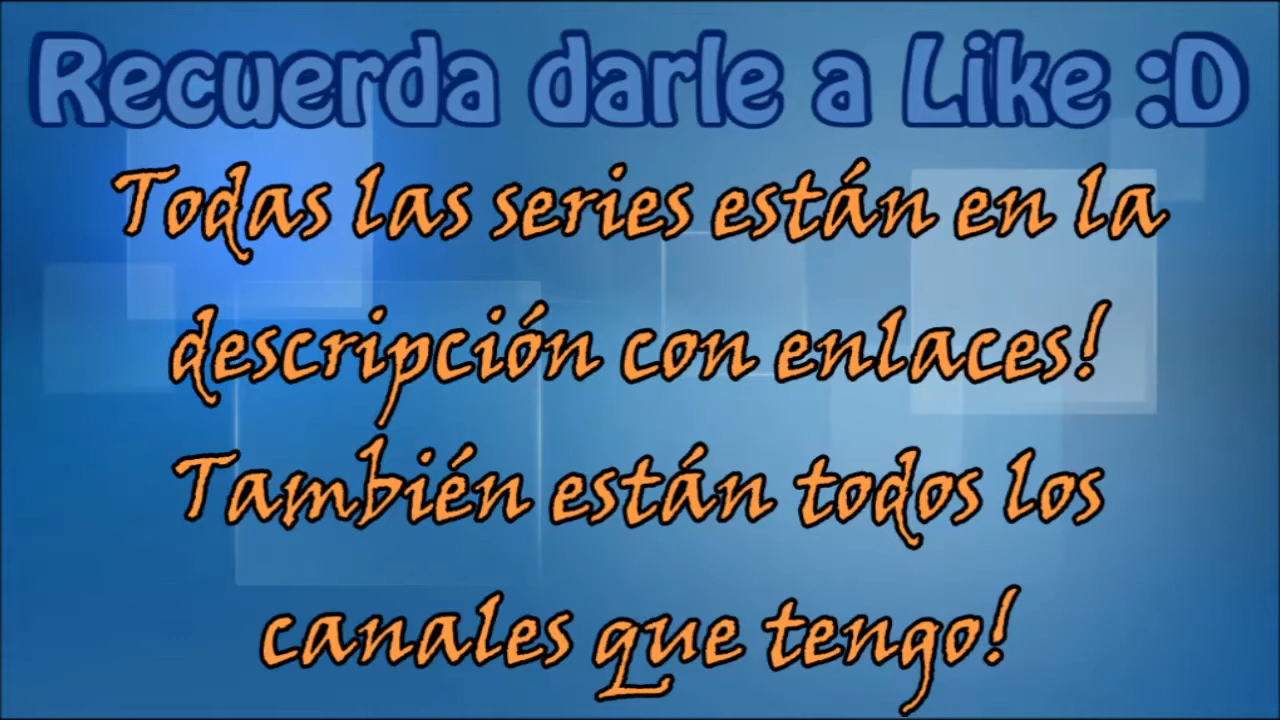 Recuerda darle a Like :D
Todas las series están en la
descripción con enlaces!
También están todos los
canales que tengo!